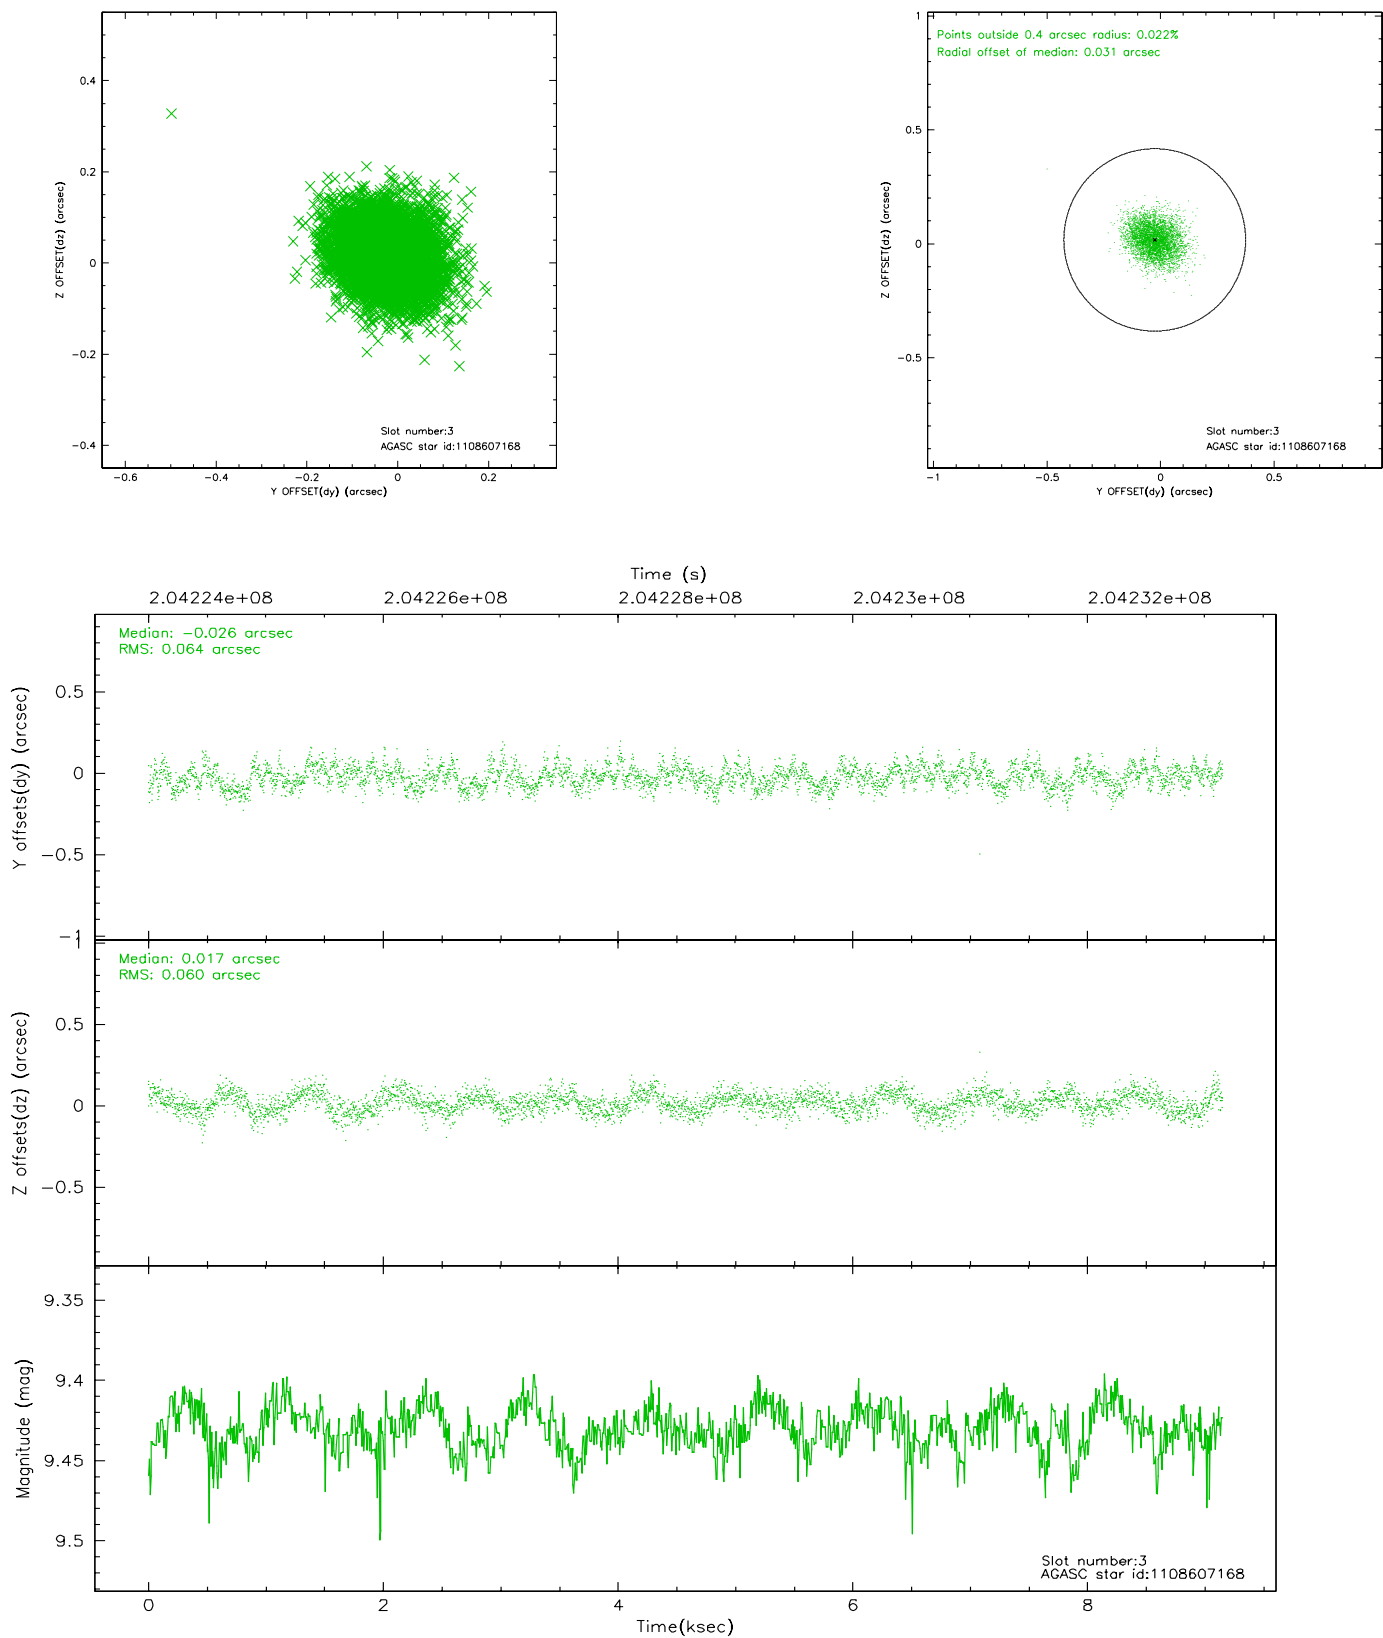 0.4
0.2
0
-0.2
-0.4
Z OFFSET(dz) (arcsec)
Slot number:3
AGASC star id:1108607168
-0.6
-0.4
-0.2
0
0.2
Y OFFSET(dy) (arcsec)
Points outside 0.4 arcsec radius: 0.022%
Radial offset of median: 0.031 arcsec
1
0.5
0
-0.5
Z OFFSET(dz) (arcsec)
Slot number:3
AGASC star id:1108607168
-1
-0.5
0
0.5
Y OFFSET(dy) (arcsec)
Time (s)
2.04224e+08
2.04226e+08
2.04228e+08
2.0423e+08
2.04232e+08
Median: -0.026 arcsec
RMS: 0.064 arcsec
0.5
0
-0.5
-1
Y offsets(dy) (arcsec)
Median: 0.017 arcsec
RMS: 0.060 arcsec
1
0.5
0
-0.5
Z offsets(dz) (arcsec)
9.35
9.4
9.45
9.5
Magnitude (mag)
Slot number:3
AGASC star id:1108607168
0
2
4
6
8
Time(ksec)